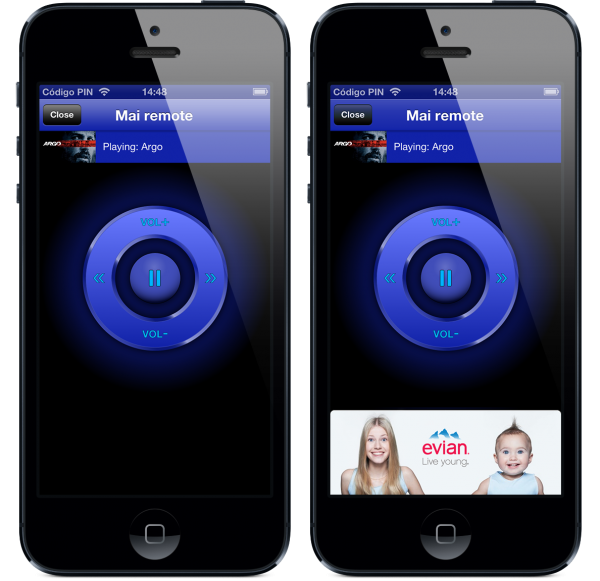 Código PIN 14:48
Close Mai remote
ARGO Playing: Argo
VOL+
VOL-
Código PIN 14:48
Close Mai remote
ARGO Playing: Argo
VOL+
VOL-
evian.
Live young.